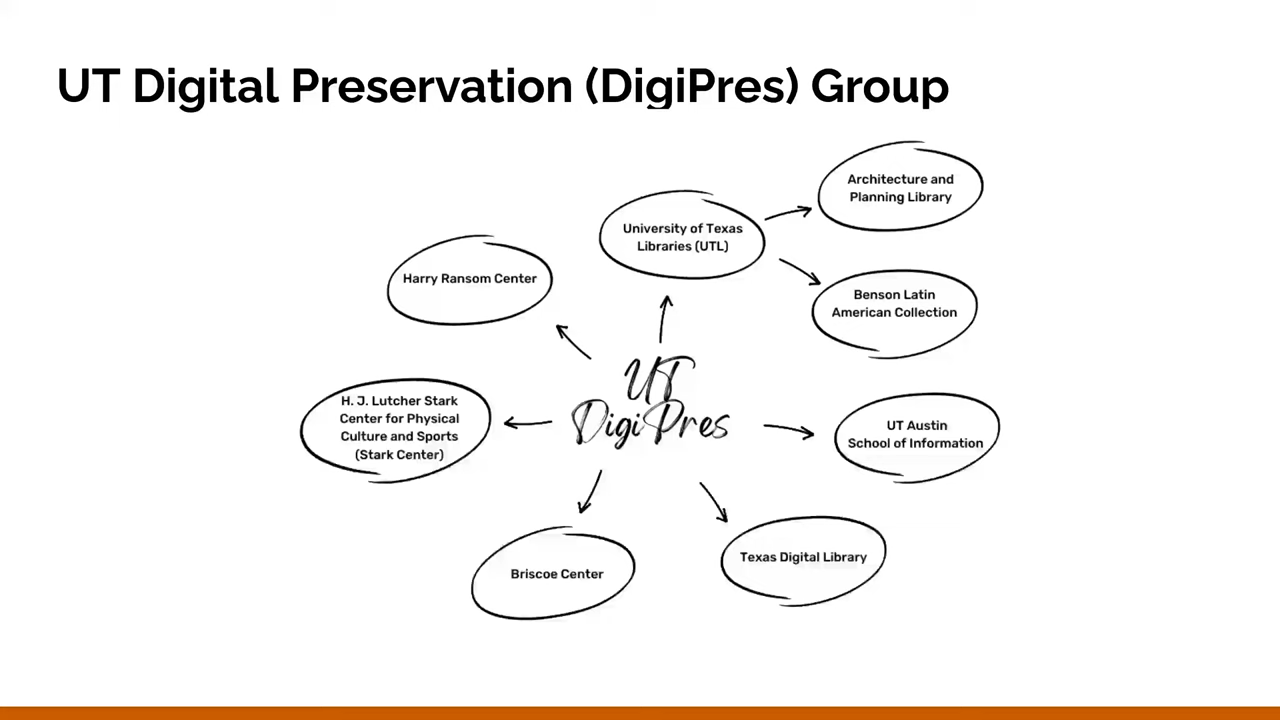 UT Digital Preservation (DigiPres) Group
Architecture and
Planning Library
University of Texas
Libraries (UTL)
Harry Ransom Center
Benson Latin
American Collection
UT
DigiPres
H. J. Lutcher Stark
Center for Physical
Culture and Sports
(Stark Center)
UT Austin
School of Information
Briscoe Center
Texas Digital Library